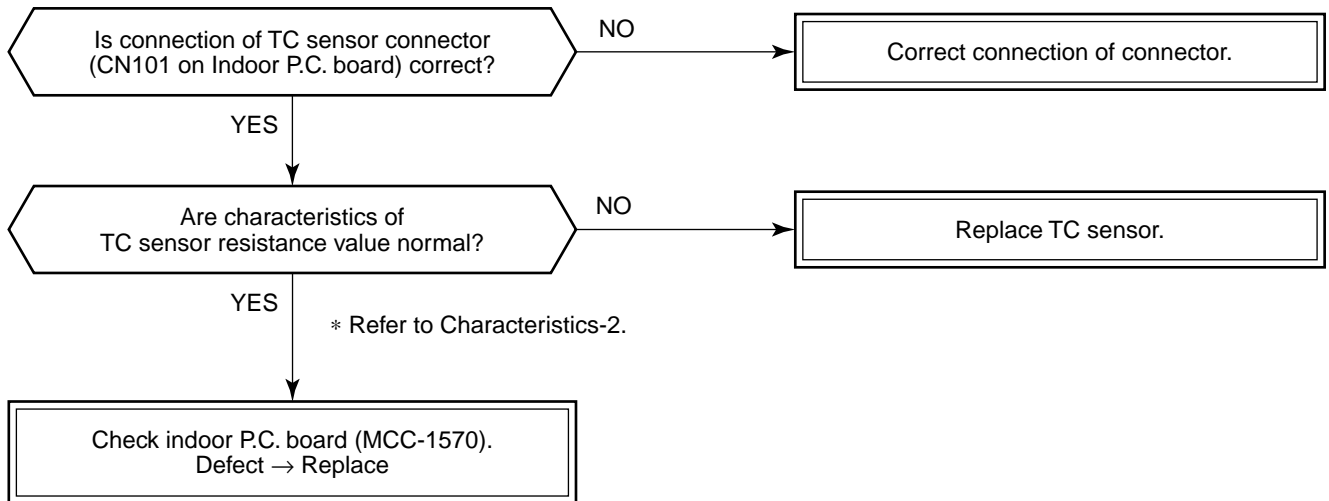 Is connection of TC sensor connector
(CN101 on Indoor P.C. board) correct?
NO
Correct connection of connector.
YES
Are characteristics of
TC sensor resistance value normal?
NO
Replace TC sensor.
YES
* Refer to Characteristics-2.
Check indoor P.C. board (MCC-1570).
Defect → Replace